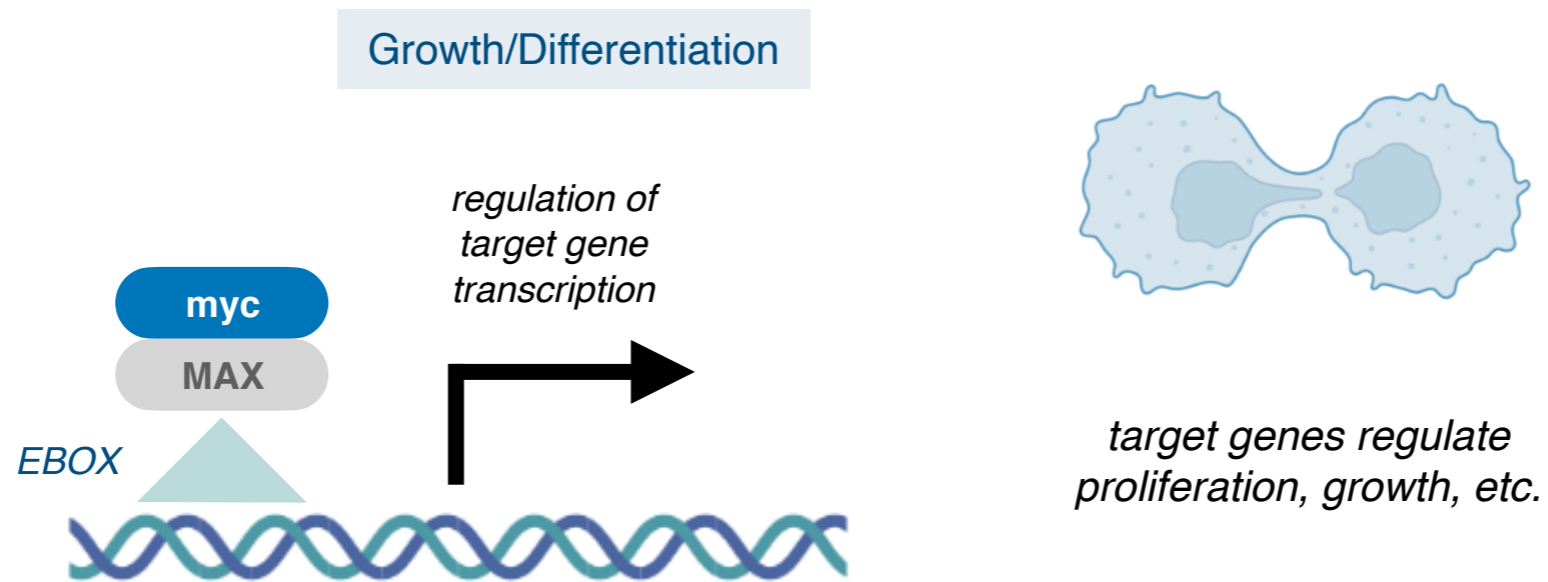 Growth/Differentiation
regulation of
target gene
transcription
myc
MAX
EBOX
target genes regulate
proliferation, growth, etc.